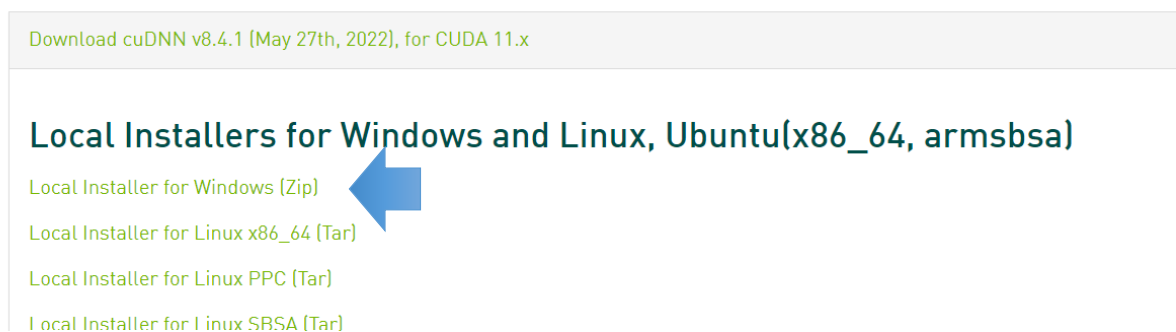 Download cuDNN v8.4.1 (May 27th, 2022), for CUDA 11.x
Local Installers for Windows and Linux, Ubuntu(x86_64, armsbsa)
Local Installer for Windows (Zip)
Local Installer for Linux x86_64 (Tar)
Local Installer for Linux PPC (Tar)
Local Installer for Linux SBSA (Tar)